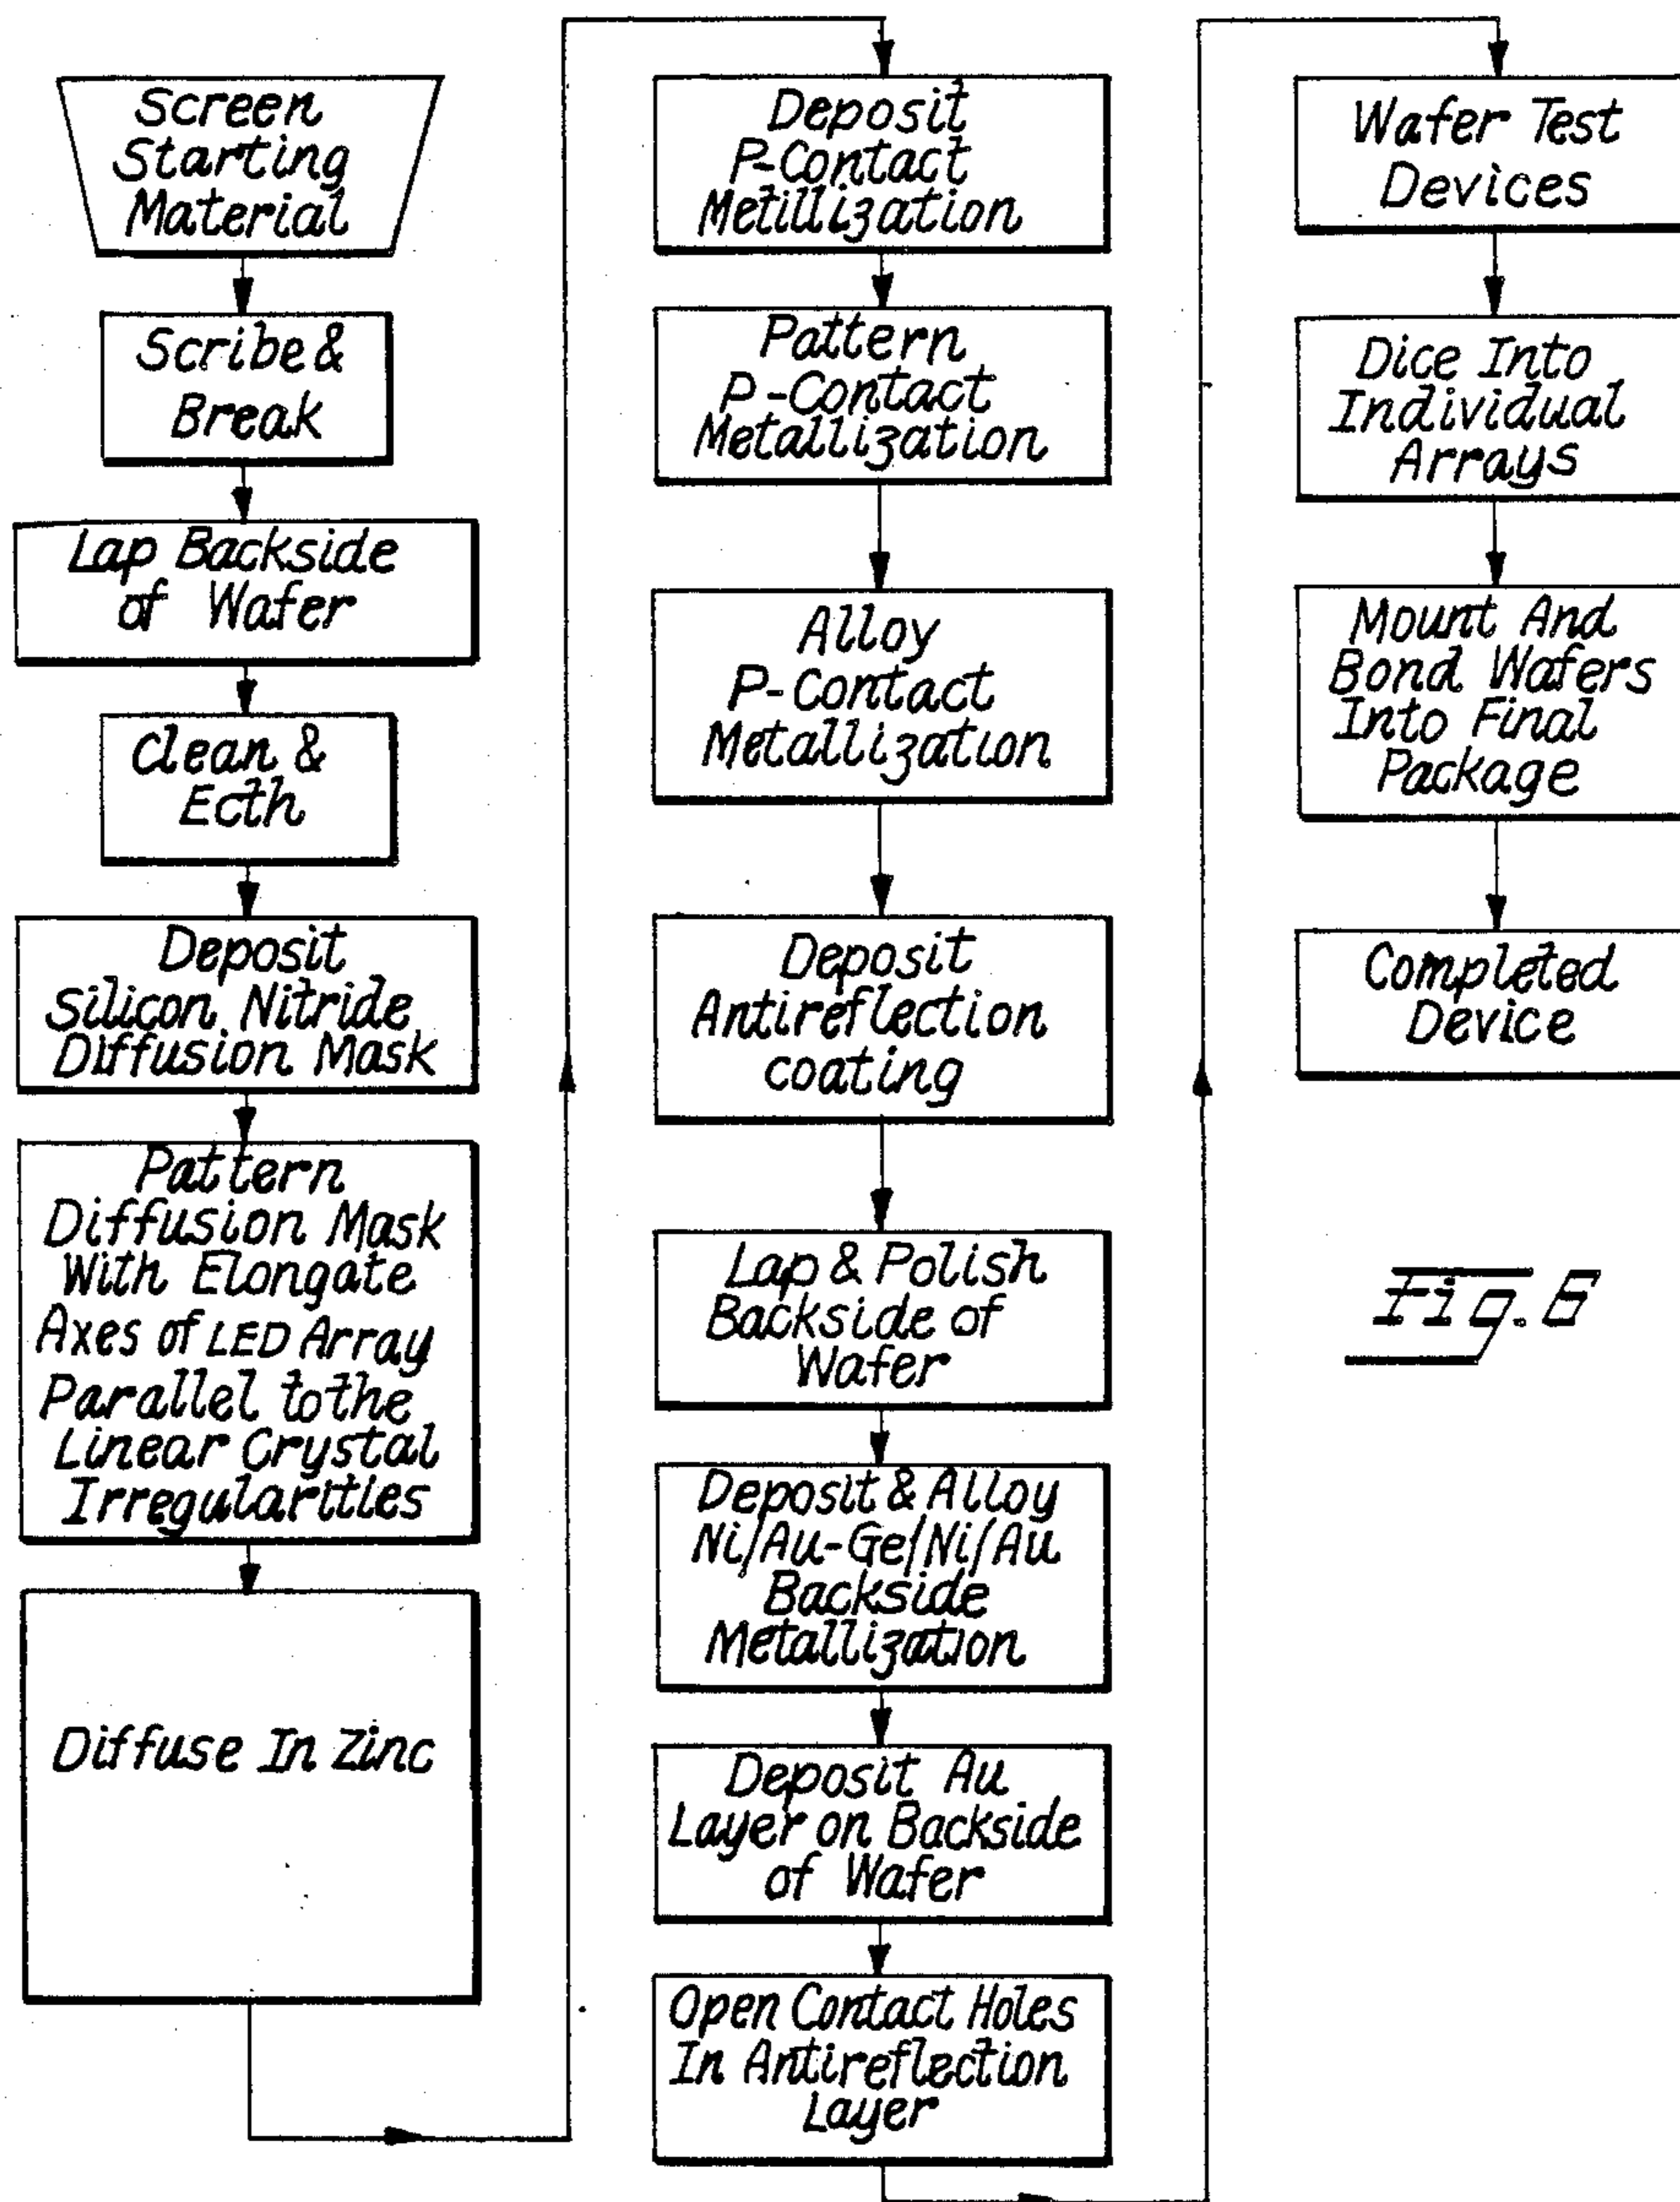 Screen
Starting
Material
Scribe &
Break
Lap Backside
of Wafer
Clean &
Ecth
Deposit
Silicon Nitride
Diffusion Mask
Pattern
Diffusion Mask
With Elongate
Axes of LED Array
Parallel to the
Linear Crystal
Irregularities
Diffuse In Zinc
Deposit
P-Contact
Metillization
Pattern
P-Contact
Metallization
Alloy
P-Contact
Metallization
Deposit
Antireflection
coating
Lap & Polish
Backside of
Wafer
Deposit & Alloy
Ni/Au-Ge/Ni/Au
Backside
Metallization
Deposit Au
Layer on Backside
of Wafer
Open Contact Holes
In Antireflection
Layer
Wafer Test
Devices
Dice Into
Individual
Arrays
Mount And
Bond Wafers
Into Final
Package
Completed
Device
Fig. 6